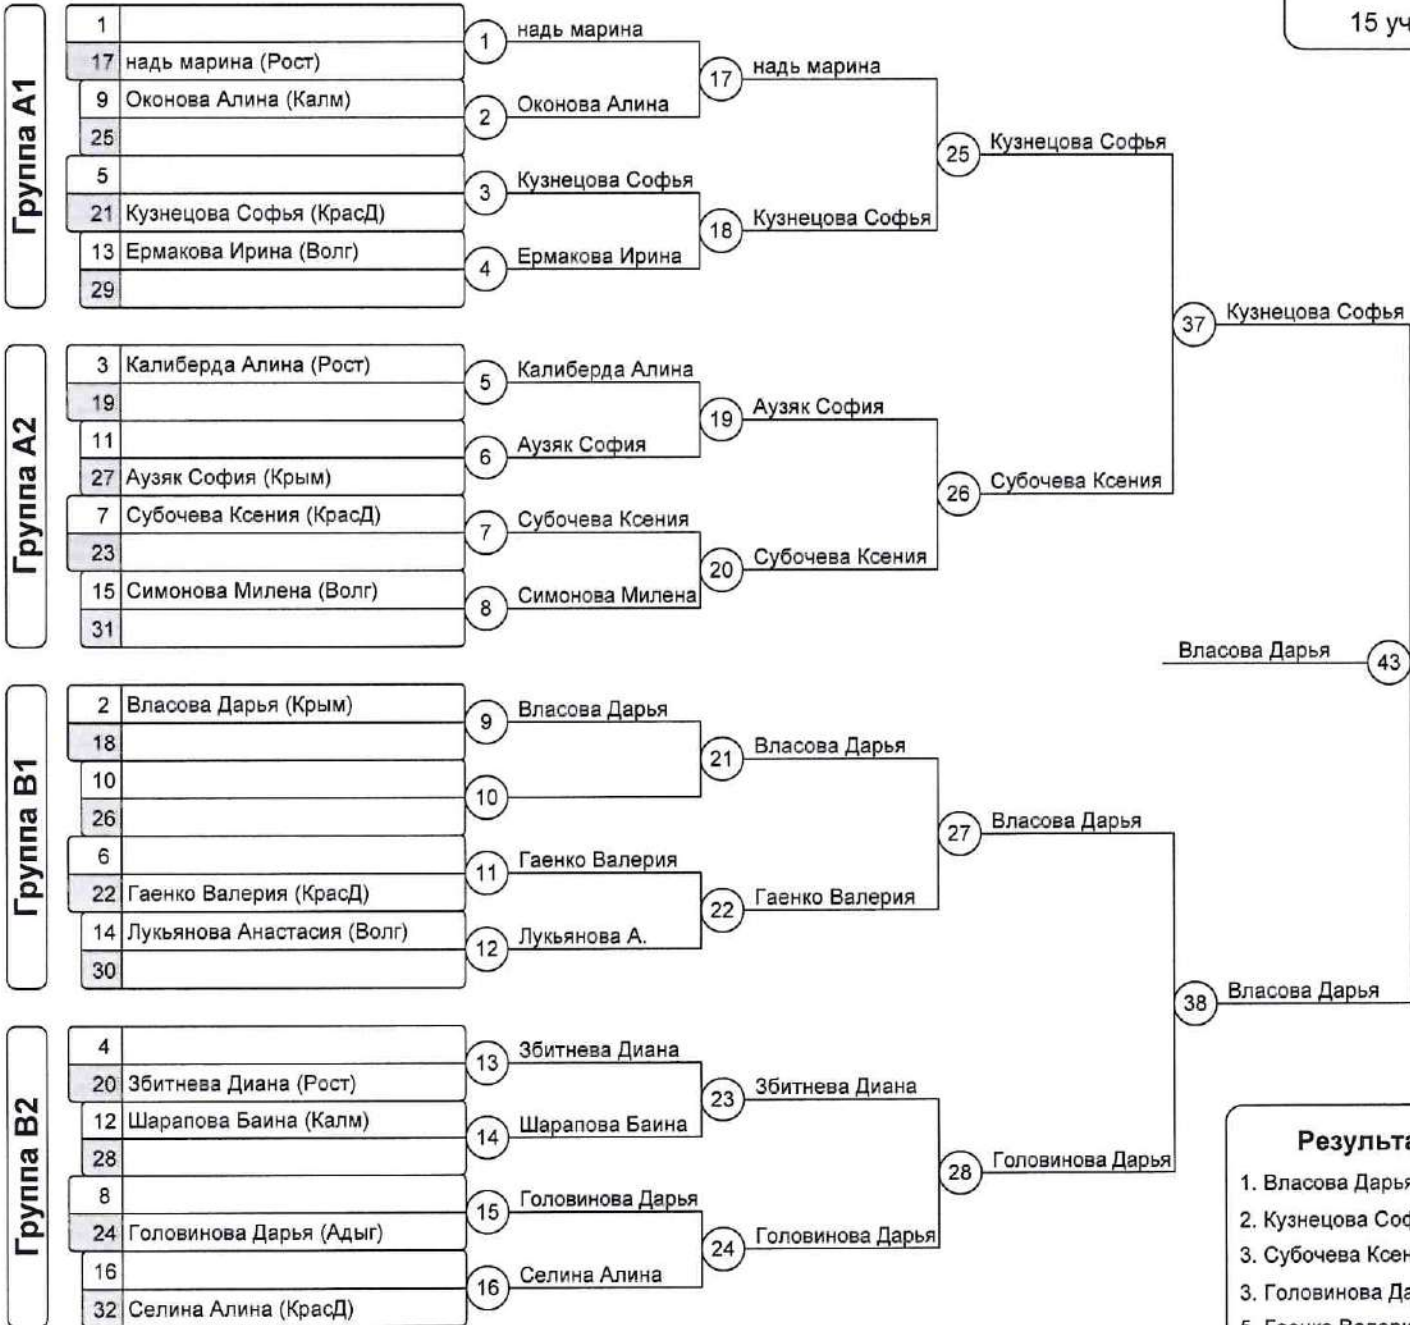 15 уч
Группа A1
1
17 надь марина (Рост)
9 Оконова Алина (Калм)
25
5
21 Кузнецова Софья (КрасД)
13 Ермакова Ирина (Волг)
29
1 надь марина
2 Оконова Алина
3 Кузнецова Софья
4 Ермакова Ирина
17 надь марина
18 Кузнецова Софья
25 Кузнецова Софья
Группа A2
3 Калиберда Алина (Рост)
19
11
27 Аузяк София (Крым)
7 Субочева Ксения (КрасД)
23
15 Симонова Милена (Волг)
31
5 Калиберда Алина
6 Аузяк София
7 Субочева Ксения
8 Симонова Милена
19 Аузяк София
20 Субочева Ксения
26 Субочева Ксения
37 Кузнецова Софья
Власова Дарья 43
Группа B1
2 Власова Дарья (Крым)
18
10
26
6
22 Гаенко Валерия (КрасД)
14 Лукьянова Анастасия (Волг)
30
9 Власова Дарья
10
11 Гаенко Валерия
12 Лукьянова А.
21 Власова Дарья
22 Гаенко Валерия
27 Власова Дарья
Группа B2
4
20 Збитнева Диана (Рост)
12 Шарапова Баина (Калм)
28
8
24 Головинова Дарья (Адыг)
16
32 Селина Алина (КрасД)
13 Збитнева Диана
14 Шарапова Баина
15 Головинова Дарья
16 Селина Алина
23 Збитнева Диана
24 Головинова Дарья
28 Головинова Дарья
38 Власова Дарья
Результа
1. Власова Дарья
2. Кузнецова Соф
3. Субочева Ксен
3. Головинова Да